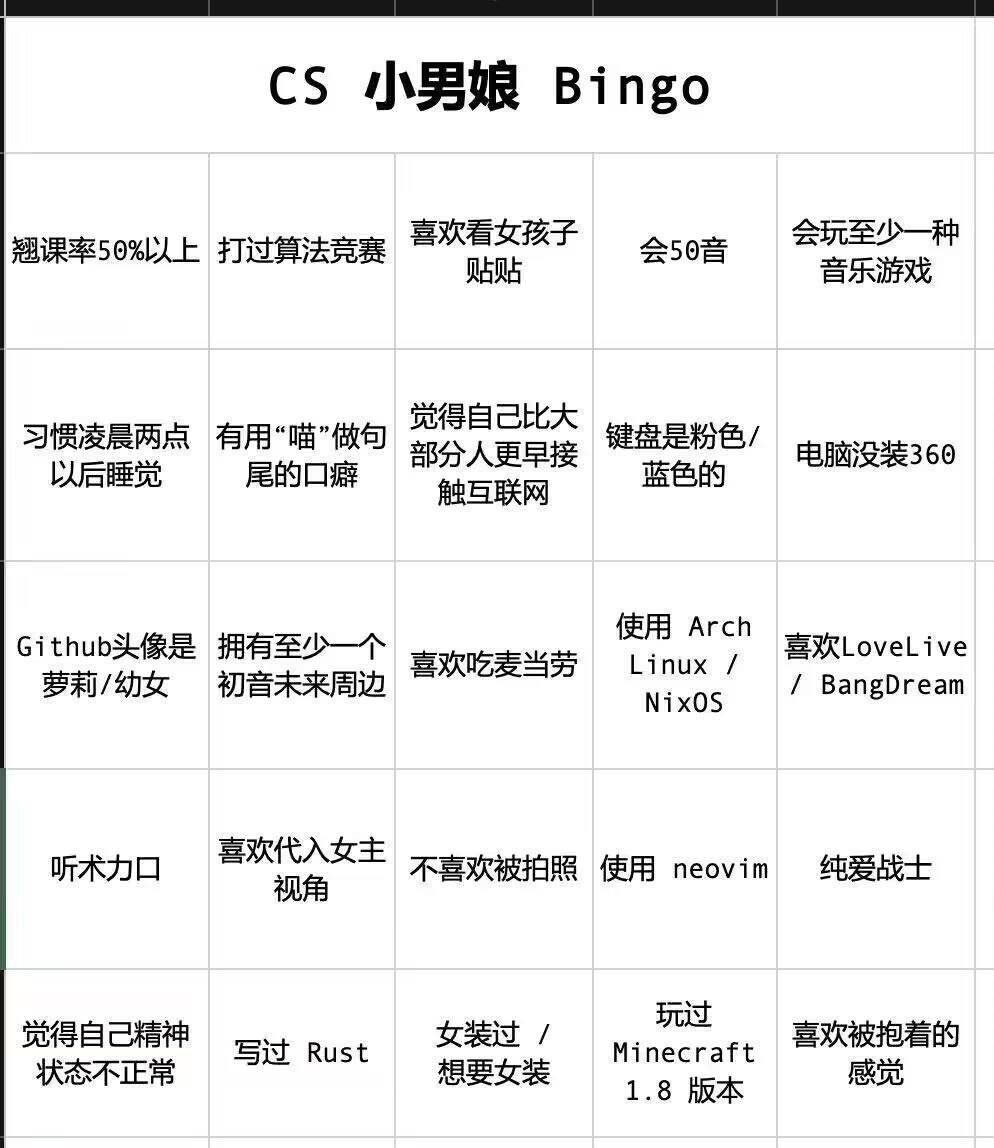 CS 小男娘 Bingo
翘课率50%以上
打过算法竞赛
喜欢看女孩子
贴贴
会50音
会玩至少一种
音乐游戏
习惯凌晨两点
以后睡觉
有用“喵”做句
尾的口癖
觉得自己比大
部分人更早接
触互联网
键盘是粉色/
蓝色的
电脑没装360
Github头像是
萝莉/幼女
拥有至少一个
初音未来周边
喜欢吃麦当劳
使用 Arch
Linux /
NixOS
喜欢LoveLive
/ BangDream
听术力口
喜欢代入女主
视角
不喜欢被拍照
使用 neovim
纯爱战士
觉得自己精神
状态不正常
写过 Rust
女装过 /
想要女装
玩过
Minecraft
1.8 版本
喜欢被抱着的
感觉